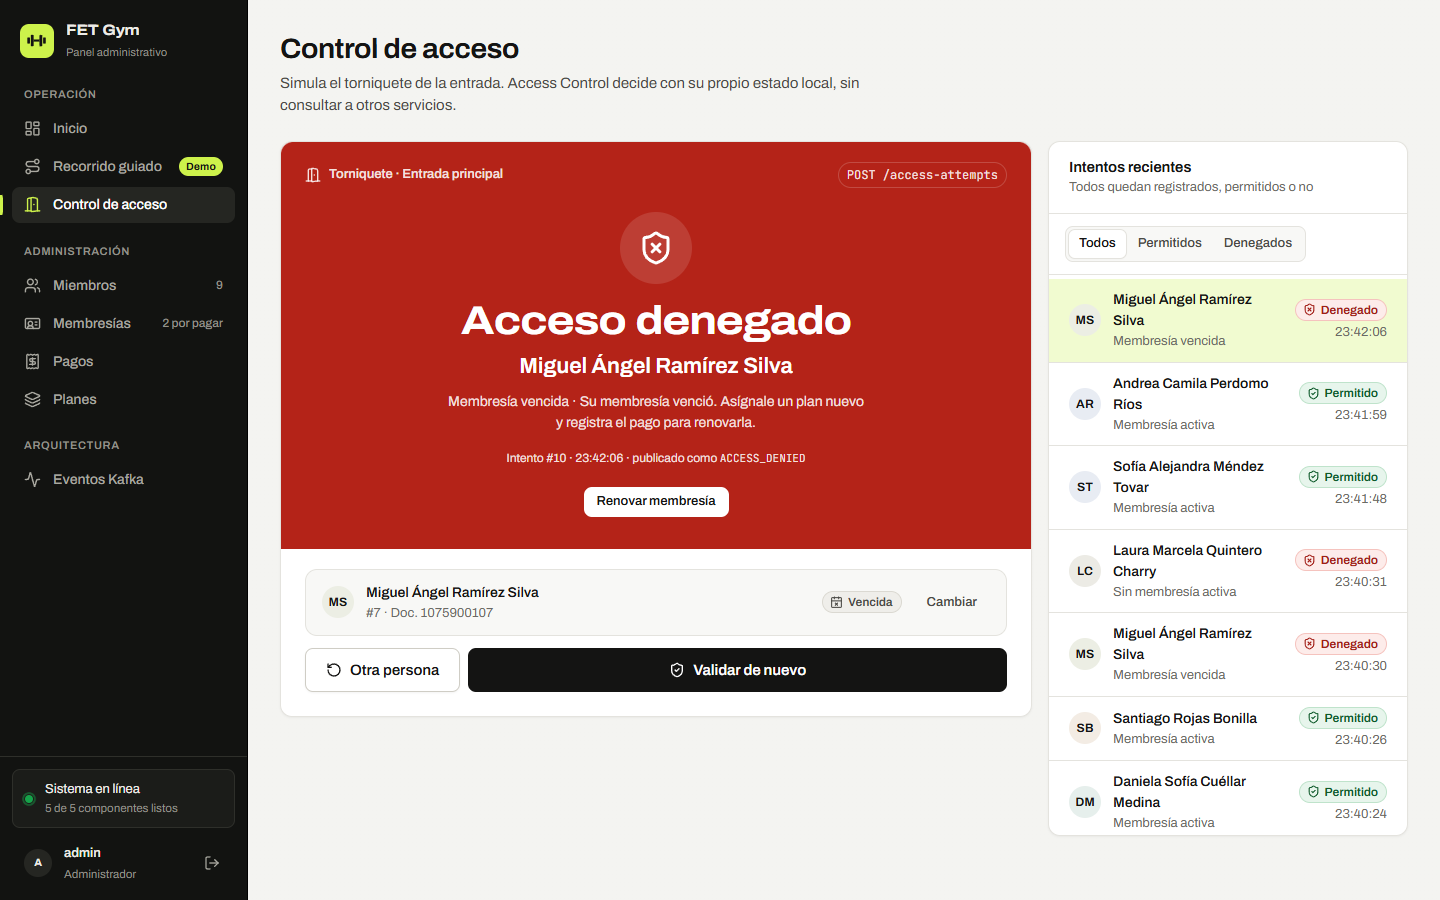 FET Gym
Panel administrativo
OPERACIÓN
Inicio
Recorrido guiado Demo
Control de acceso
ADMINISTRACIÓN
Miembros 9
Membresías 2 por pagar
Pagos
Planes
ARQUITECTURA
Eventos Kafka
Sistema en línea
5 de 5 componentes listos
A
admin
Administrador
Control de acceso
Simula el torniquete de la entrada. Access Control decide con su propio estado local, sin
consultar a otros servicios.
Torniquete · Entrada principal
POST /access-attempts
Acceso denegado
Miguel Ángel Ramírez Silva
Membresía vencida · Su membresía venció. Asígnale un plan nuevo
y registra el pago para renovarla.
Intento #10 · 23:42:06 · publicado como ACCESS_DENIED
Renovar membresía
MS
Miguel Ángel Ramírez Silva
#7 · Doc. 1075900107
Vencida
Cambiar
Otra persona
Validar de nuevo
Intentos recientes
Todos quedan registrados, permitidos o no
Todos Permitidos Denegados
MS
Miguel Ángel Ramírez
Silva
Membresía vencida
Denegado
23:42:06
AR
Andrea Camila Perdomo
Ríos
Membresía activa
Permitido
23:41:59
ST
Sofía Alejandra Méndez
Tovar
Membresía activa
Permitido
23:41:48
LC
Laura Marcela Quintero
Charry
Sin membresía activa
Denegado
23:40:31
MS
Miguel Ángel Ramírez
Silva
Membresía vencida
Denegado
23:40:30
SB
Santiago Rojas Bonilla
Membresía activa
Permitido
23:40:26
DM
Daniela Sofía Cuéllar
Medina
Membresía activa
Permitido
23:40:24